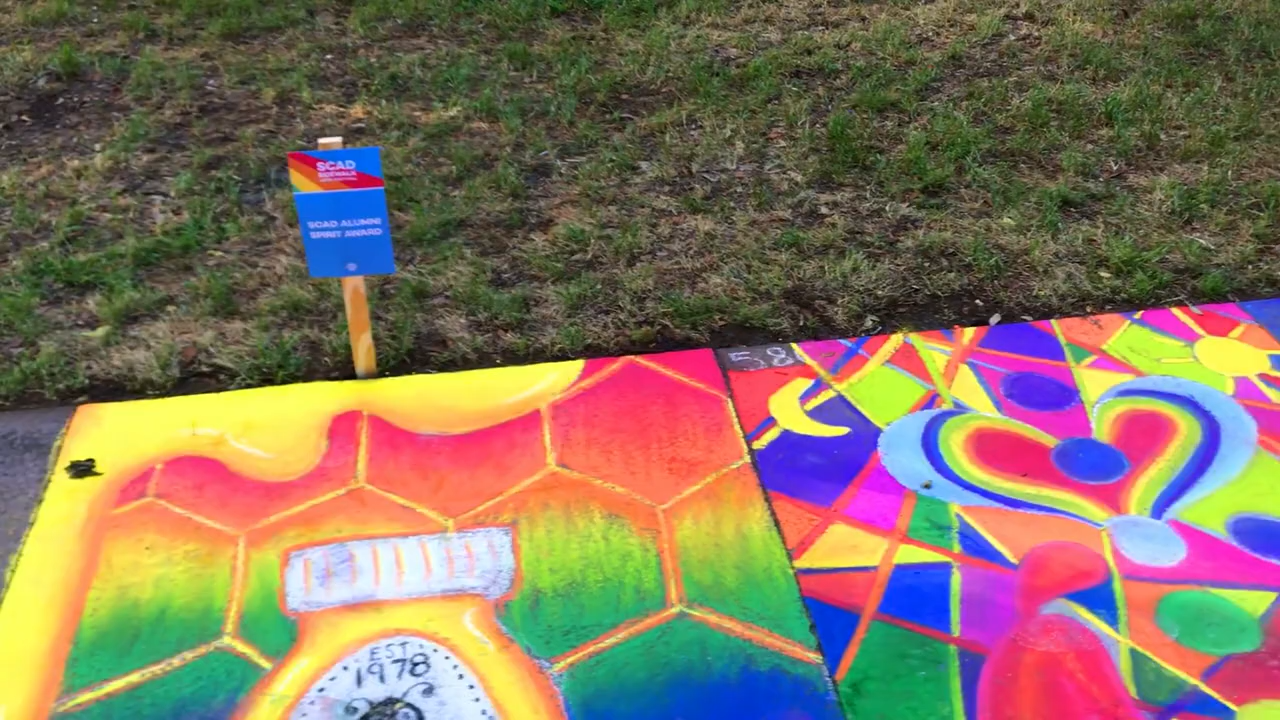 SCAD
SIDEWALK
SCAD ALUMNI
SPIRIT AWARD
58
EST.
1978